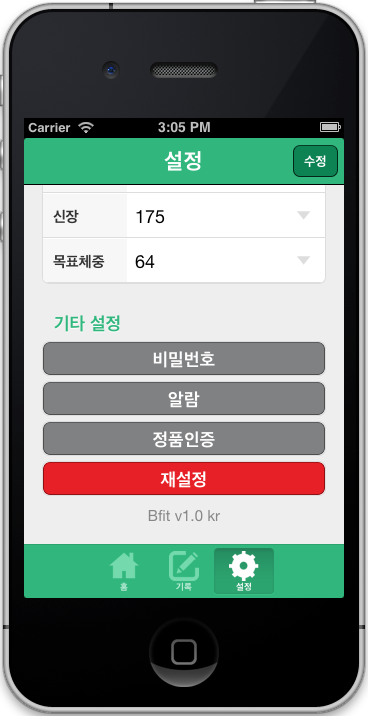 Carrier 3:05 PM
설정 수정
신장 175
목표체중 64
기타 설정
비밀번호
알람
정품인증
재설정
Bfit v1.0 kr
홈 기록 설정